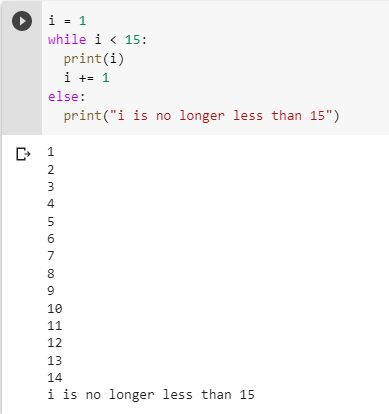 i = 1
while i < 15:
  print(i)
  i += 1
else:
  print("i is no longer less than 15")
1
2
3
4
5
6
7
8
9
10
11
12
13
14
i is no longer less than 15